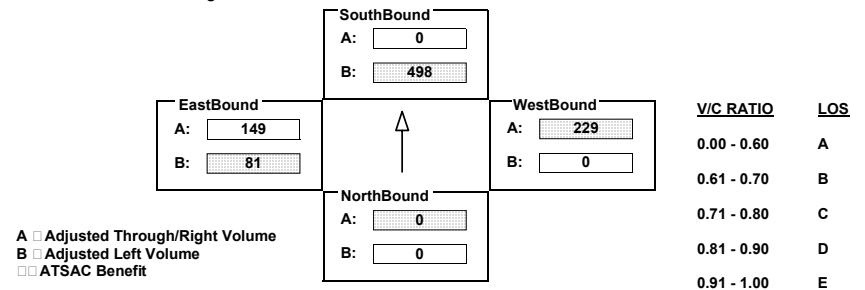 SouthBound
A: 0
B: 498
EastBound
A: 149
B: 81
WestBound
A: 229
B: 0
NorthBound
A: 0
B: 0
A □ Adjusted Through/Right Volume
B □ Adjusted Left Volume
□□ ATSAC Benefit
V/C RATIO LOS
0.00 - 0.60 A
0.61 - 0.70 B
0.71 - 0.80 C
0.81 - 0.90 D
0.91 - 1.00 E